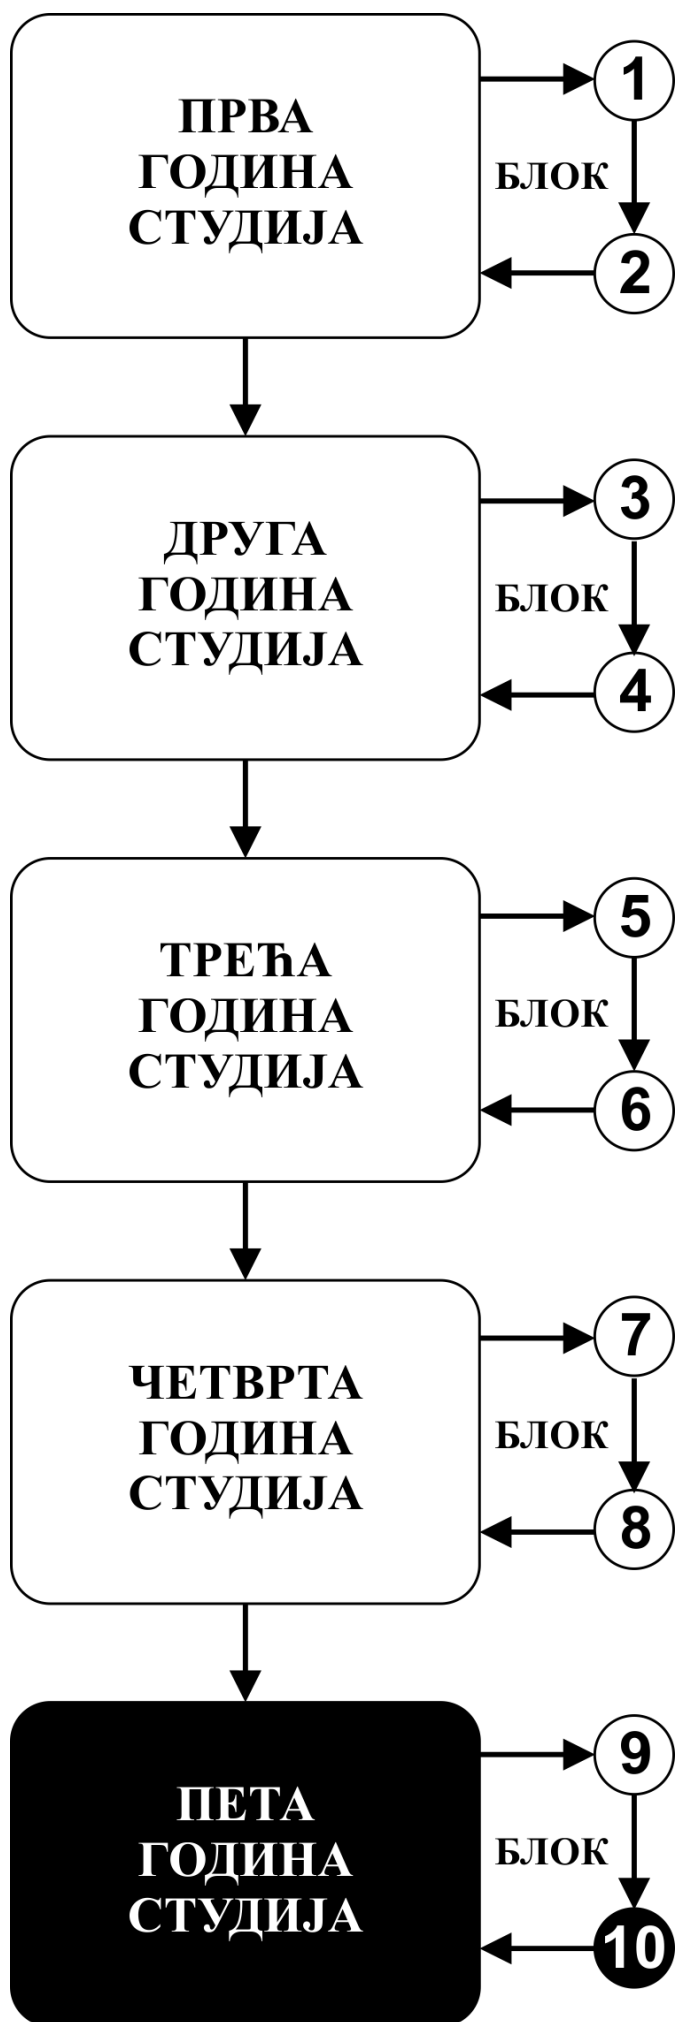 ПРВА
ГОДИНА
СТУДИЈА
1
БЛОК
2
ДРУГА
ГОДИНА
СТУДИЈА
3
БЛОК
4
ТРЕЋА
ГОДИНА
СТУДИЈА
5
БЛОК
6
ЧЕТВРТА
ГОДИНА
СТУДИЈА
7
БЛОК
8
ПЕТА
ГОДИНА
СТУДИЈА
9
БЛОК
10